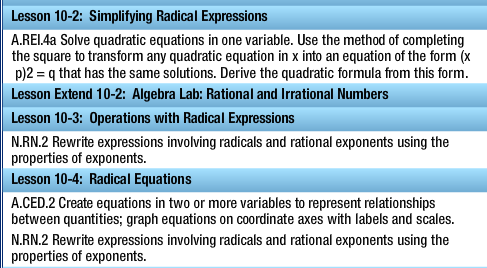 Lesson 10-2: Simplifying Radical Expressions
A.REI.4a Solve quadratic equations in one variable. Use the method of completing
the square to transform any quadratic equation in x into an equation of the form (x
p)2 = q that has the same solutions. Derive the quadratic formula from this form.
Lesson Extend 10-2: Algebra Lab: Rational and Irrational Numbers
Lesson 10-3: Operations with Radical Expressions
N.RN.2 Rewrite expressions involving radicals and rational exponents using the
properties of exponents.
Lesson 10-4: Radical Equations
A.CED.2 Create equations in two or more variables to represent relationships
between quantities; graph equations on coordinate axes with labels and scales.
N.RN.2 Rewrite expressions involving radicals and rational exponents using the
properties of exponents.